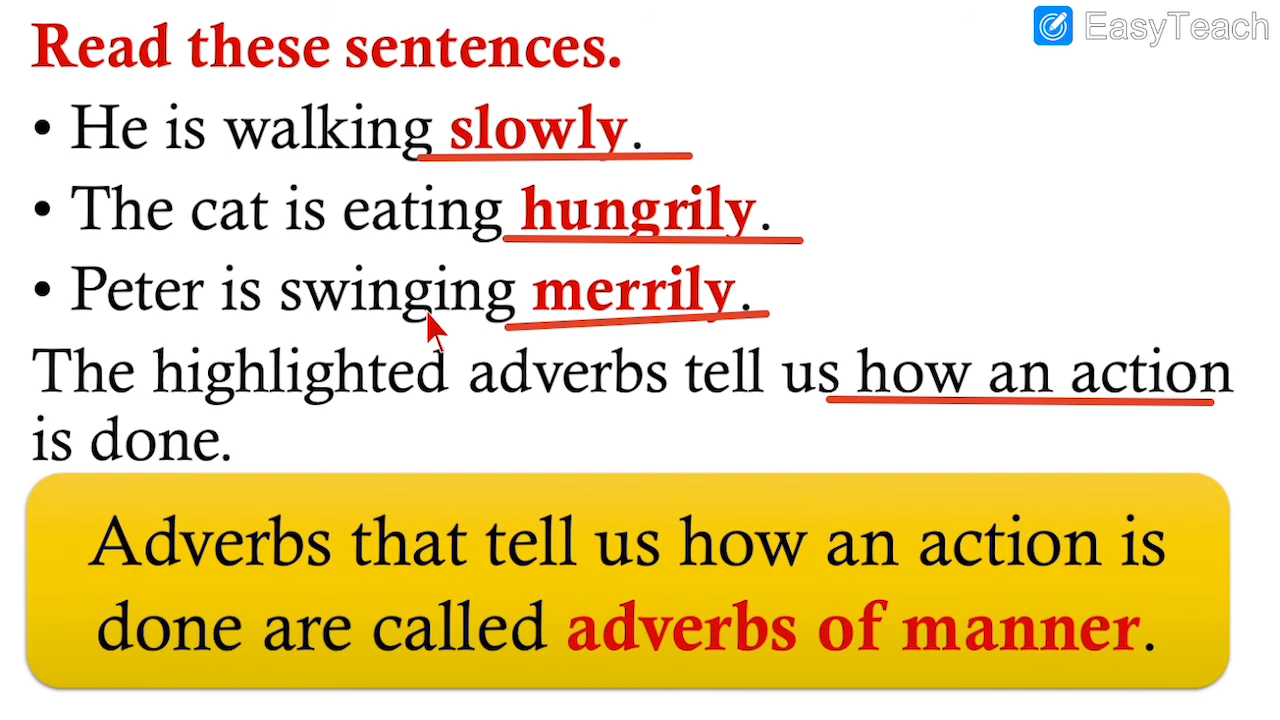 EasyTeach
Read these sentences.
• He is walking slowly.
• The cat is eating hungrily.
• Peter is swinging merrily.
The highlighted adverbs tell us how an action
is done.
Adverbs that tell us how an action is
done are called adverbs of manner.